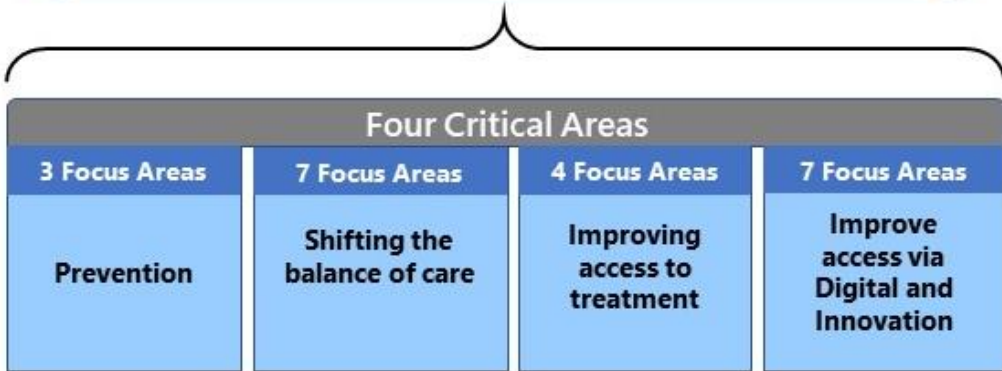 Four Critical Areas
3 Focus Areas
7 Focus Areas
4 Focus Areas
7 Focus Areas
Prevention
Shifting the
balance of care
Improving
access to
treatment
Improve
access via
Digital and
Innovation